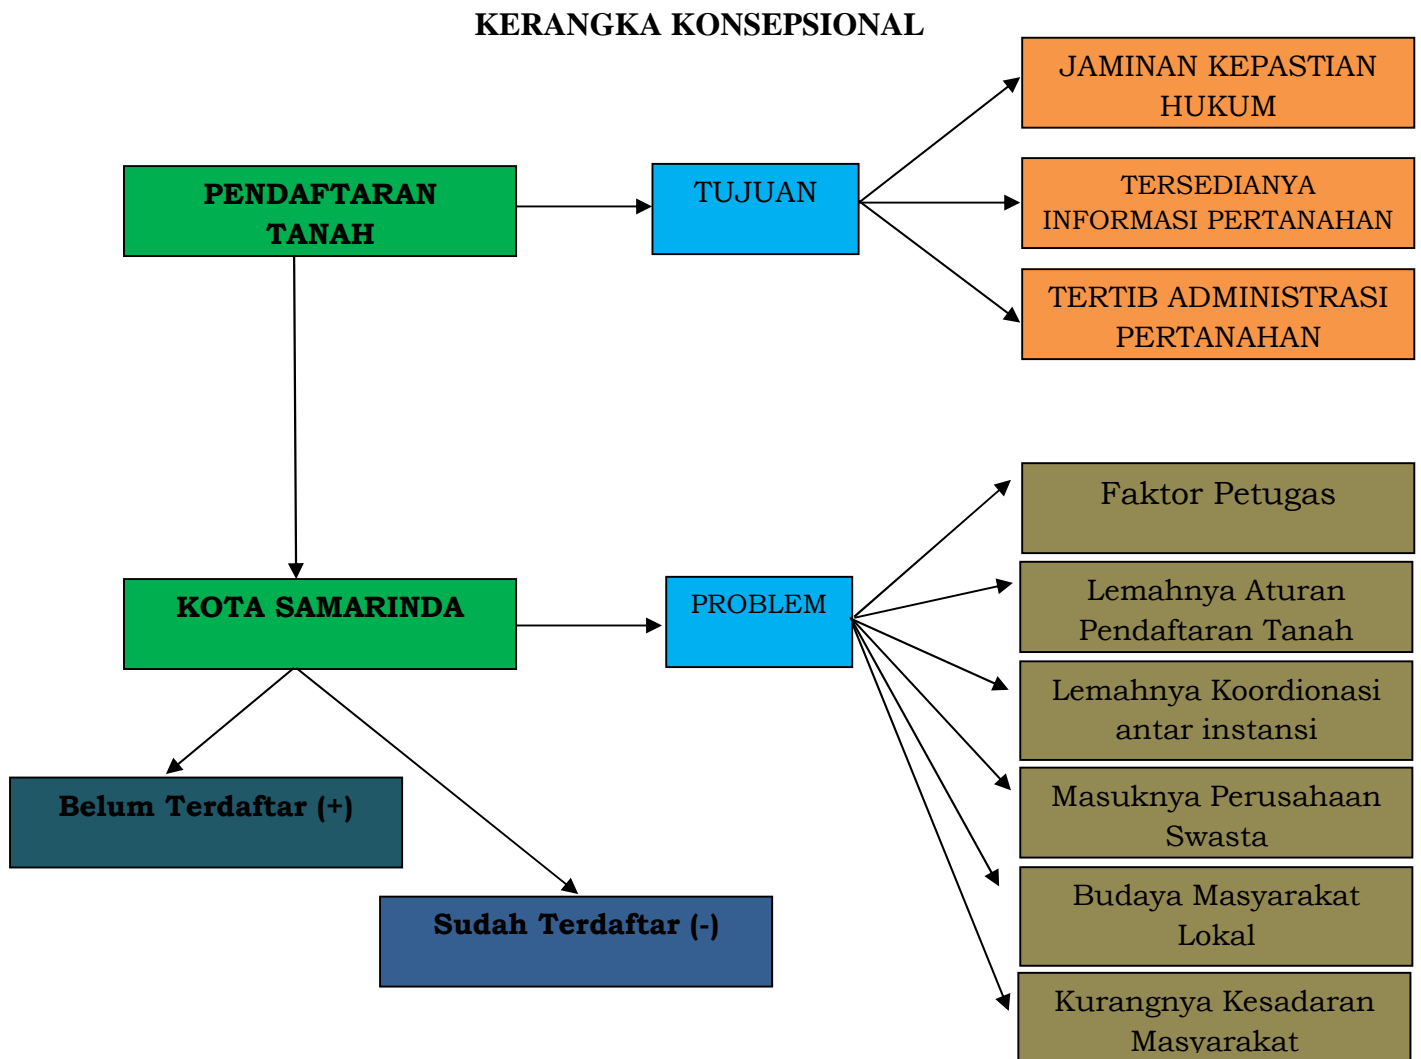 KERANGKA KONSEPSIONAL
JAMINAN KEPASTIAN
HUKUM
PENDAFTARAN
TANAH
TUJUAN
TERSEDIANYA
INFORMASI PERTANAHAN
TERTIB ADMINISTRASI
PERTANAHAN
Faktor Petugas
KOTA SAMARINDA
PROBLEM
Lemahnya Aturan
Pendaftaran Tanah
Lemahnya Koordionasi
antar instansi
Masuknya Perusahaan
Swasta
Belum Terdaftar (+)
Budaya Masyarakat
Lokal
Sudah Terdaftar (-)
Kurangnya Kesadaran
Masyarakat